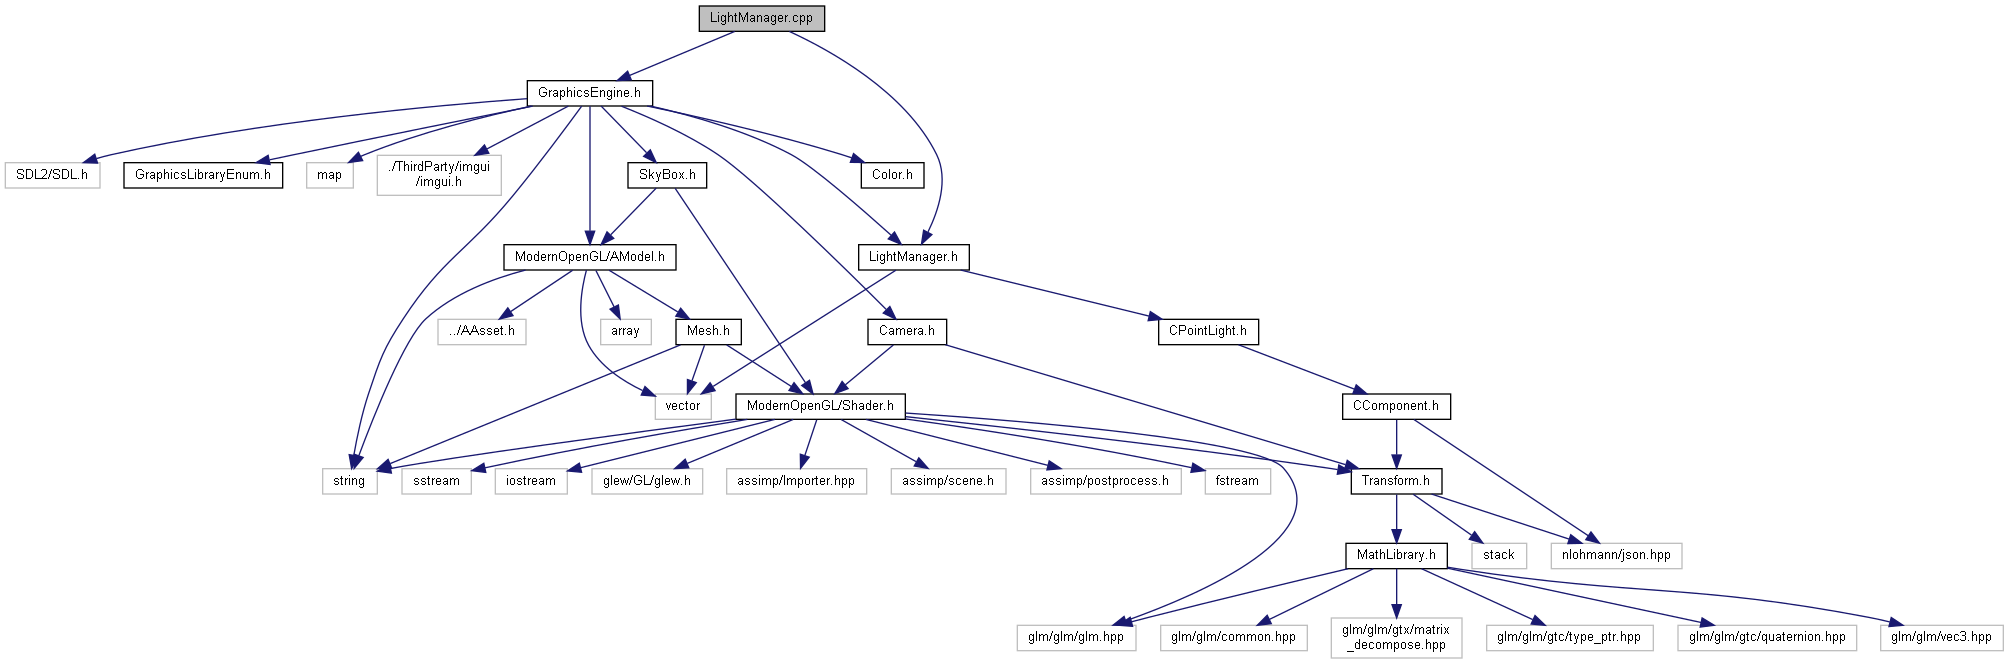 LightManager.cpp
GraphicsEngine.h
SDL2/SDL.h
GraphicsLibraryEnum.h
map
./ThirdParty/imgui
/imgui.h
SkyBox.h
Color.h
ModernOpenGL/AModel.h
LightManager.h
../AAsset.h
array
Mesh.h
Camera.h
CPointLight.h
vector
ModernOpenGL/Shader.h
CComponent.h
string
sstream
iostream
glew/GL/glew.h
assimp/Importer.hpp
assimp/scene.h
assimp/postprocess.h
fstream
Transform.h
MathLibrary.h
stack
nlohmann/json.hpp
glm/glm/glm.hpp
glm/glm/common.hpp
glm/glm/gtx/matrix
_decompose.hpp
glm/glm/gtc/type_ptr.hpp
glm/glm/gtc/quaternion.hpp
glm/glm/vec3.hpp